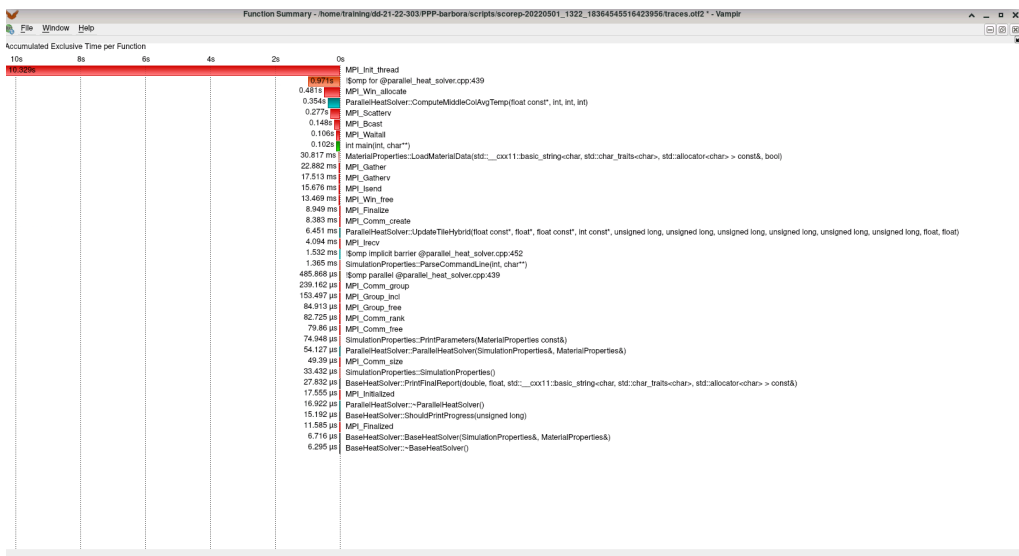 Function Summary - /home/training/dd-21-22-303/PPP-barbora/scripts/scorep-20220501_1322_18364545516423956/traces.otf2 * - Vampir
File Window Help
Accumulated Exclusive Time per Function
10s 8s 6s 4s 2s 0s
10.329s MPI_Init_thread
0.971s !$omp for @parallel_heat_solver.cpp:439
0.481s MPI_Win_allocate
0.354s ParallelHeatSolver::ComputeMiddleColAvgTemp(float const*, int, int, int)
0.277s MPI_Scatterv
0.148s MPI_Bcast
0.106s MPI_Waitall
0.102s int main(int, char**)
30.817 ms MaterialProperties::LoadMaterialData(std::__cxx11::basic_string<char, std::char_traits<char>, std::allocator<char> > const&, bool)
22.882 ms MPI_Gather
17.513 ms MPI_Gatherv
15.676 ms MPI_Isend
13.469 ms MPI_Win_free
8.949 ms MPI_Finalize
8.383 ms MPI_Comm_create
6.451 ms ParallelHeatSolver::UpdateTileHybrid(float const*, float*, float const*, int const*, unsigned long, unsigned long, unsigned long, unsigned long, unsigned long, unsigned long, float, float)
4.094 ms MPI_Irecv
1.532 ms !$omp implicit barrier @parallel_heat_solver.cpp:452
1.365 ms SimulationProperties::ParseCommandLine(int, char**)
485.868 µs !$omp parallel @parallel_heat_solver.cpp:439
239.162 µs MPI_Comm_group
153.497 µs MPI_Group_incl
84.913 µs MPI_Group_free
82.725 µs MPI_Comm_rank
79.86 µs MPI_Comm_free
74.948 µs SimulationProperties::PrintParameters(MaterialProperties const&)
54.127 µs ParallelHeatSolver::ParallelHeatSolver(SimulationProperties&, MaterialProperties&)
49.39 µs MPI_Comm_size
33.432 µs SimulationProperties::SimulationProperties()
27.832 µs BaseHeatSolver::PrintFinalReport(double, float, std::__cxx11::basic_string<char, std::char_traits<char>, std::allocator<char> > const&)
17.555 µs MPI_Initialized
16.922 µs ParallelHeatSolver::~ParallelHeatSolver()
15.192 µs BaseHeatSolver::ShouldPrintProgress(unsigned long)
11.585 µs MPI_Finalized
6.716 µs BaseHeatSolver::BaseHeatSolver(SimulationProperties&, MaterialProperties&)
6.295 µs BaseHeatSolver::~BaseHeatSolver()